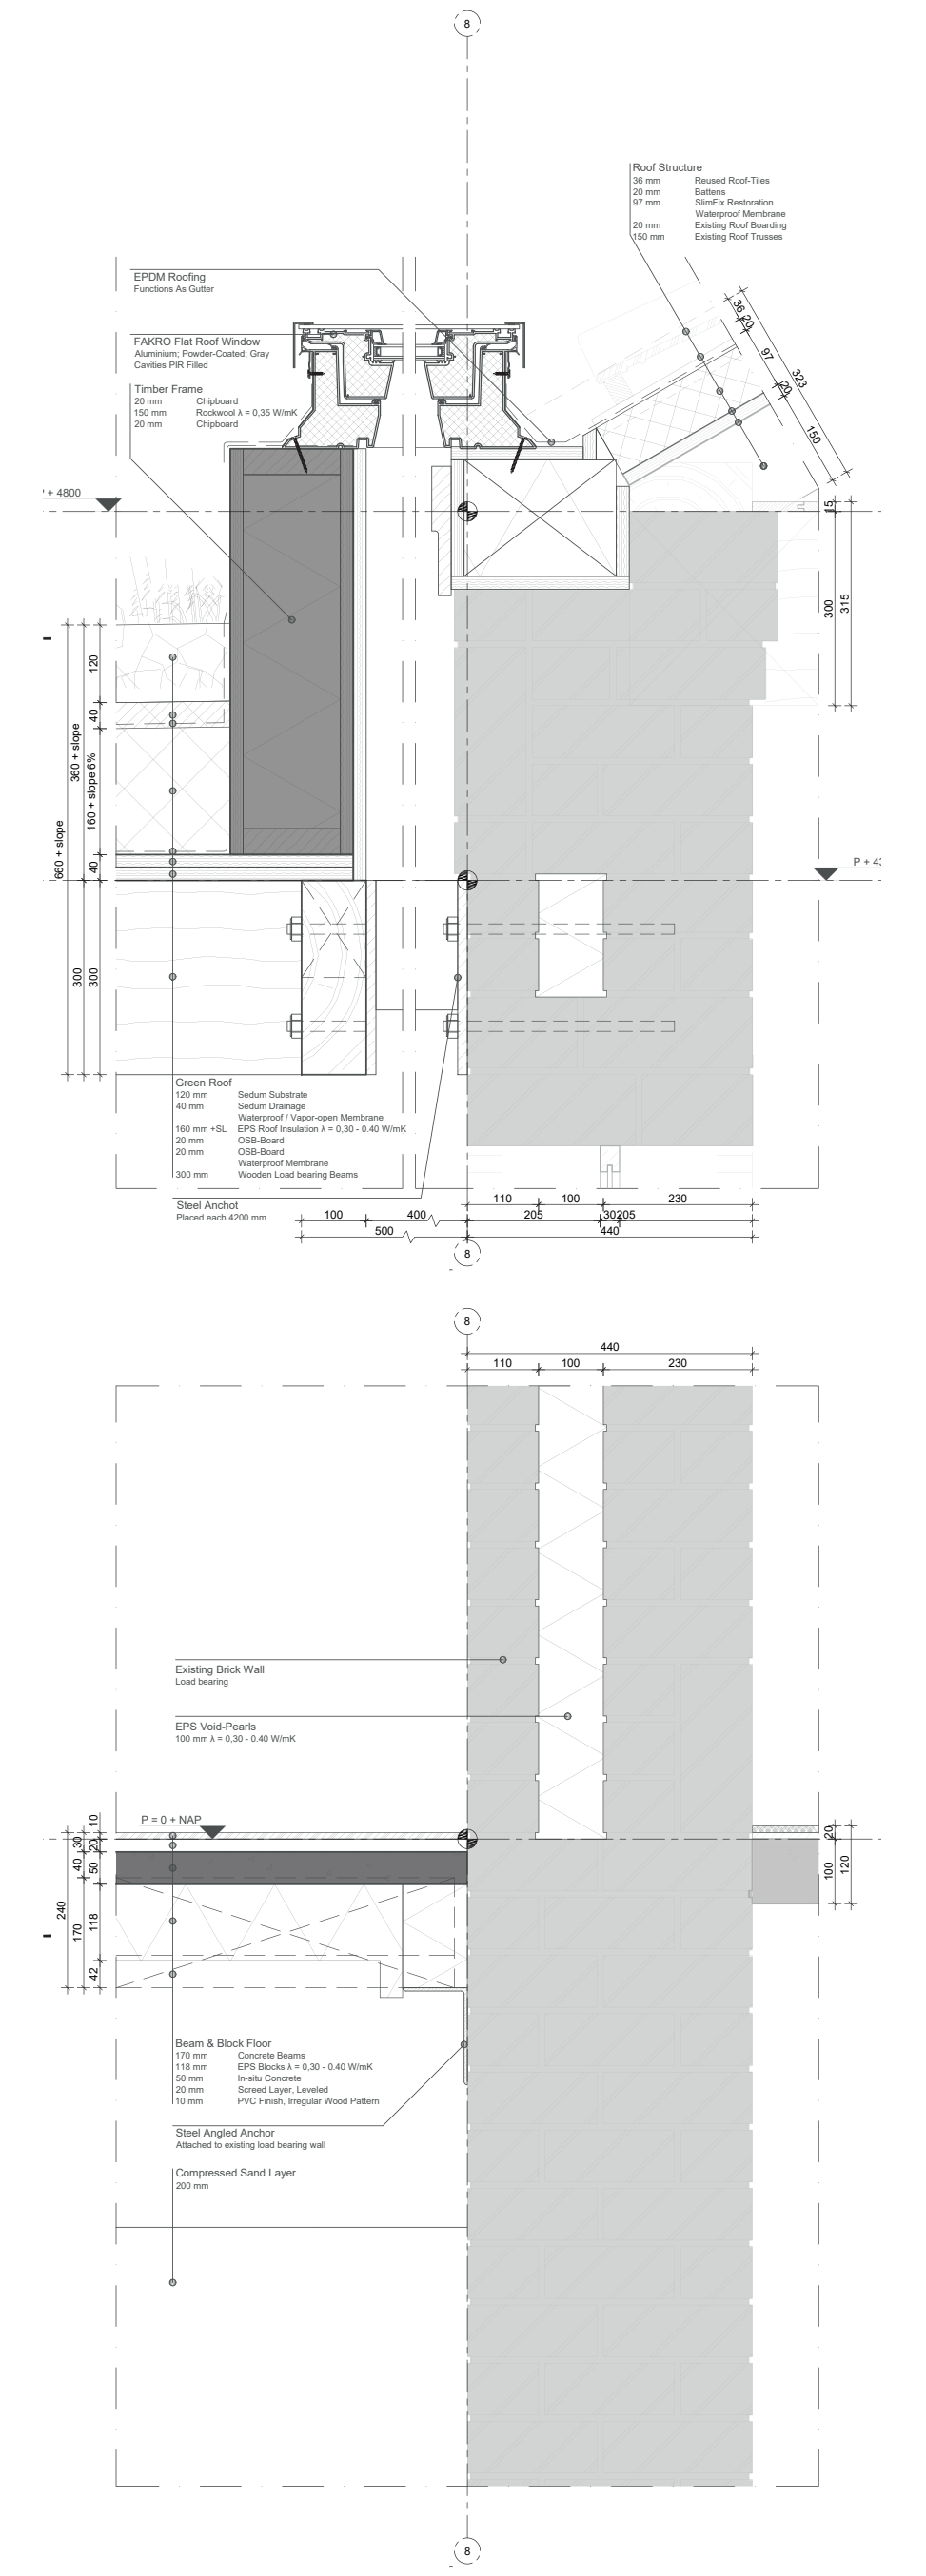 8
Roof Structure
36 mm Reused Roof-Tiles
20 mm Battens
97 mm SlimFix Restoration
Waterproof Membrane
20 mm Existing Roof Boarding
150 mm Existing Roof Trusses
EPDM Roofing
Functions As Gutter
36
20
97
20
323
150
FAKRO Flat Roof Window
Aluminium; Powder-Coated; Gray
Cavities PIR Filled
Timber Frame
20 mm Chipboard
150 mm Rockwool λ = 0,35 W/mK
20 mm Chipboard
+ 4800
15
300
315
120
40
360 + slope
160 + slope 6%
660 + slope
40
P + 4
300
300
Green Roof
120 mm Sedum Substrate
40 mm Sedum Drainage
Waterproof / Vapor-open Membrane
160 mm +SL EPS Roof Insulation λ = 0,30 - 0.40 W/mK
20 mm OSB-Board
20 mm OSB-Board
Waterproof Membrane
300 mm Wooden Load bearing Beams
Steel Anchot
Placed each 4200 mm
110 100 230
100 400 205 30 205
500 440
8
8
440
110 100 230
Existing Brick Wall
Load bearing
EPS Void-Pearls
100 mm λ = 0,30 - 0.40 W/mK
P = 0 + NAP
10
30
20
40
50
240
170
118
42
20
100
120
Beam & Block Floor
170 mm Concrete Beams
118 mm EPS Blocks λ = 0,30 - 0.40 W/mK
50 mm In-situ Concrete
20 mm Screed Layer, Leveled
10 mm PVC Finish, Irregular Wood Pattern
Steel Angled Anchor
Attached to existing load bearing wall
Compressed Sand Layer
200 mm
8